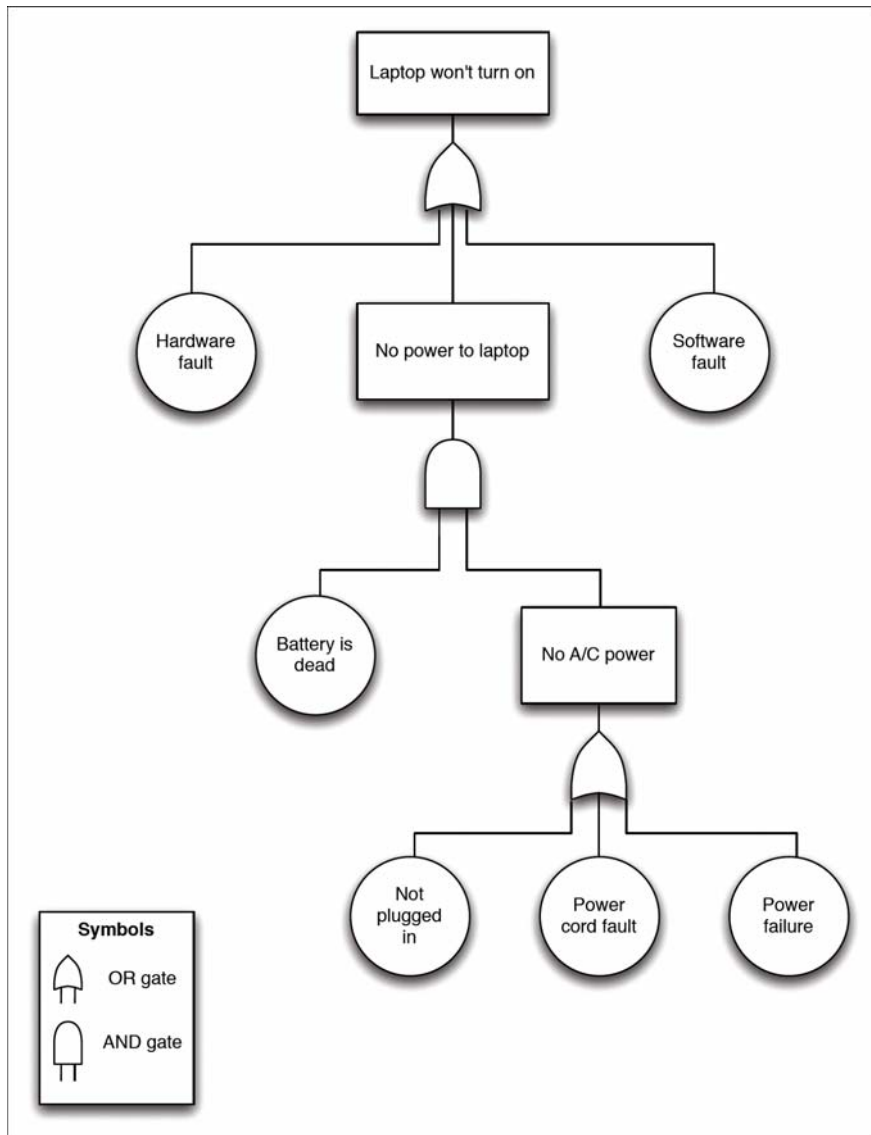 Laptop won't turn on
Hardware
fault
No power to laptop
Software
fault
Battery is
dead
No A/C power
Not
plugged
in
Power
cord fault
Power
failure
Symbols
OR gate
AND gate